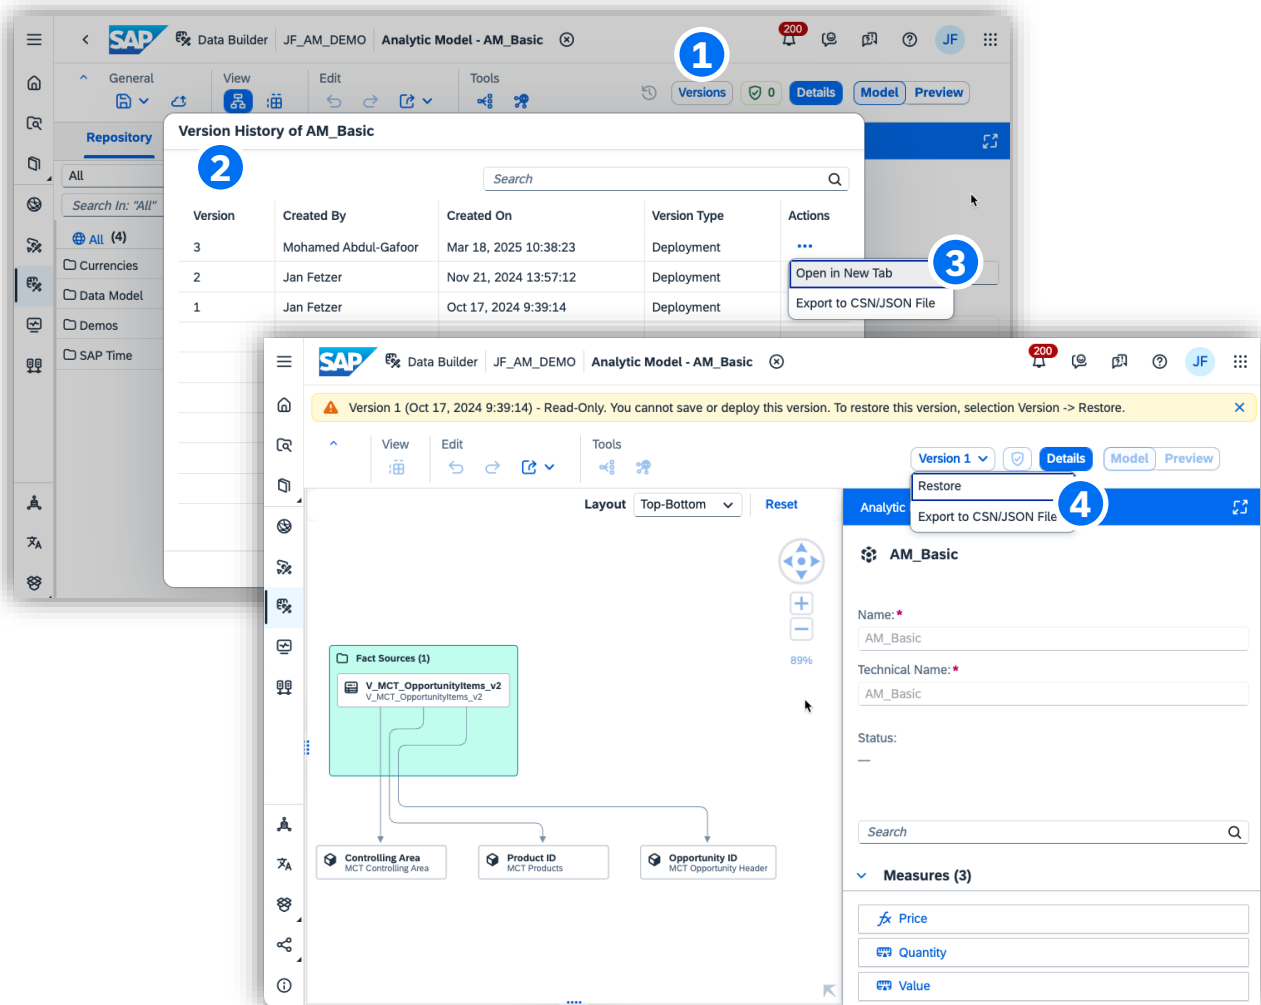 SAP Data Builder JF_AM_DEMO Analytic Model - AM_Basic
200
JF
1
General View Edit Tools
Versions 0 Details Model Preview
Repository
Version History of AM_Basic
2
All
Search
Search In: "All"
Version Created By Created On Version Type Actions
All (4)
3 Mohamed Abdul-Gafoor Mar 18, 2025 10:38:23 Deployment
Currencies
2 Jan Fetzer Nov 21, 2024 13:57:12 Deployment
Open in New Tab
3
Data Model
1 Jan Fetzer Oct 17, 2024 9:39:14 Deployment
Export to CSN/JSON File
Demos
SAP Time
SAP Data Builder JF_AM_DEMO Analytic Model - AM_Basic
200
JF
Version 1 (Oct 17, 2024 9:39:14) - Read-Only. You cannot save or deploy this version. To restore this version, selection Version -> Restore.
View Edit Tools
Version 1 Details Model Preview
Restore
Export to CSN/JSON File
4
Layout Top-Bottom Reset
Analytic
AM_Basic
Name:*
AM_Basic
Technical Name:*
AM_Basic
Status:
—
89%
Fact Sources (1)
V_MCT_OpportunityItems_v2
V_MCT_OpportunityItems_v2
Controlling Area
MCT Controlling Area
Product ID
MCT Products
Opportunity ID
MCT Opportunity Header
Search
Measures (3)
Price
Quantity
Value